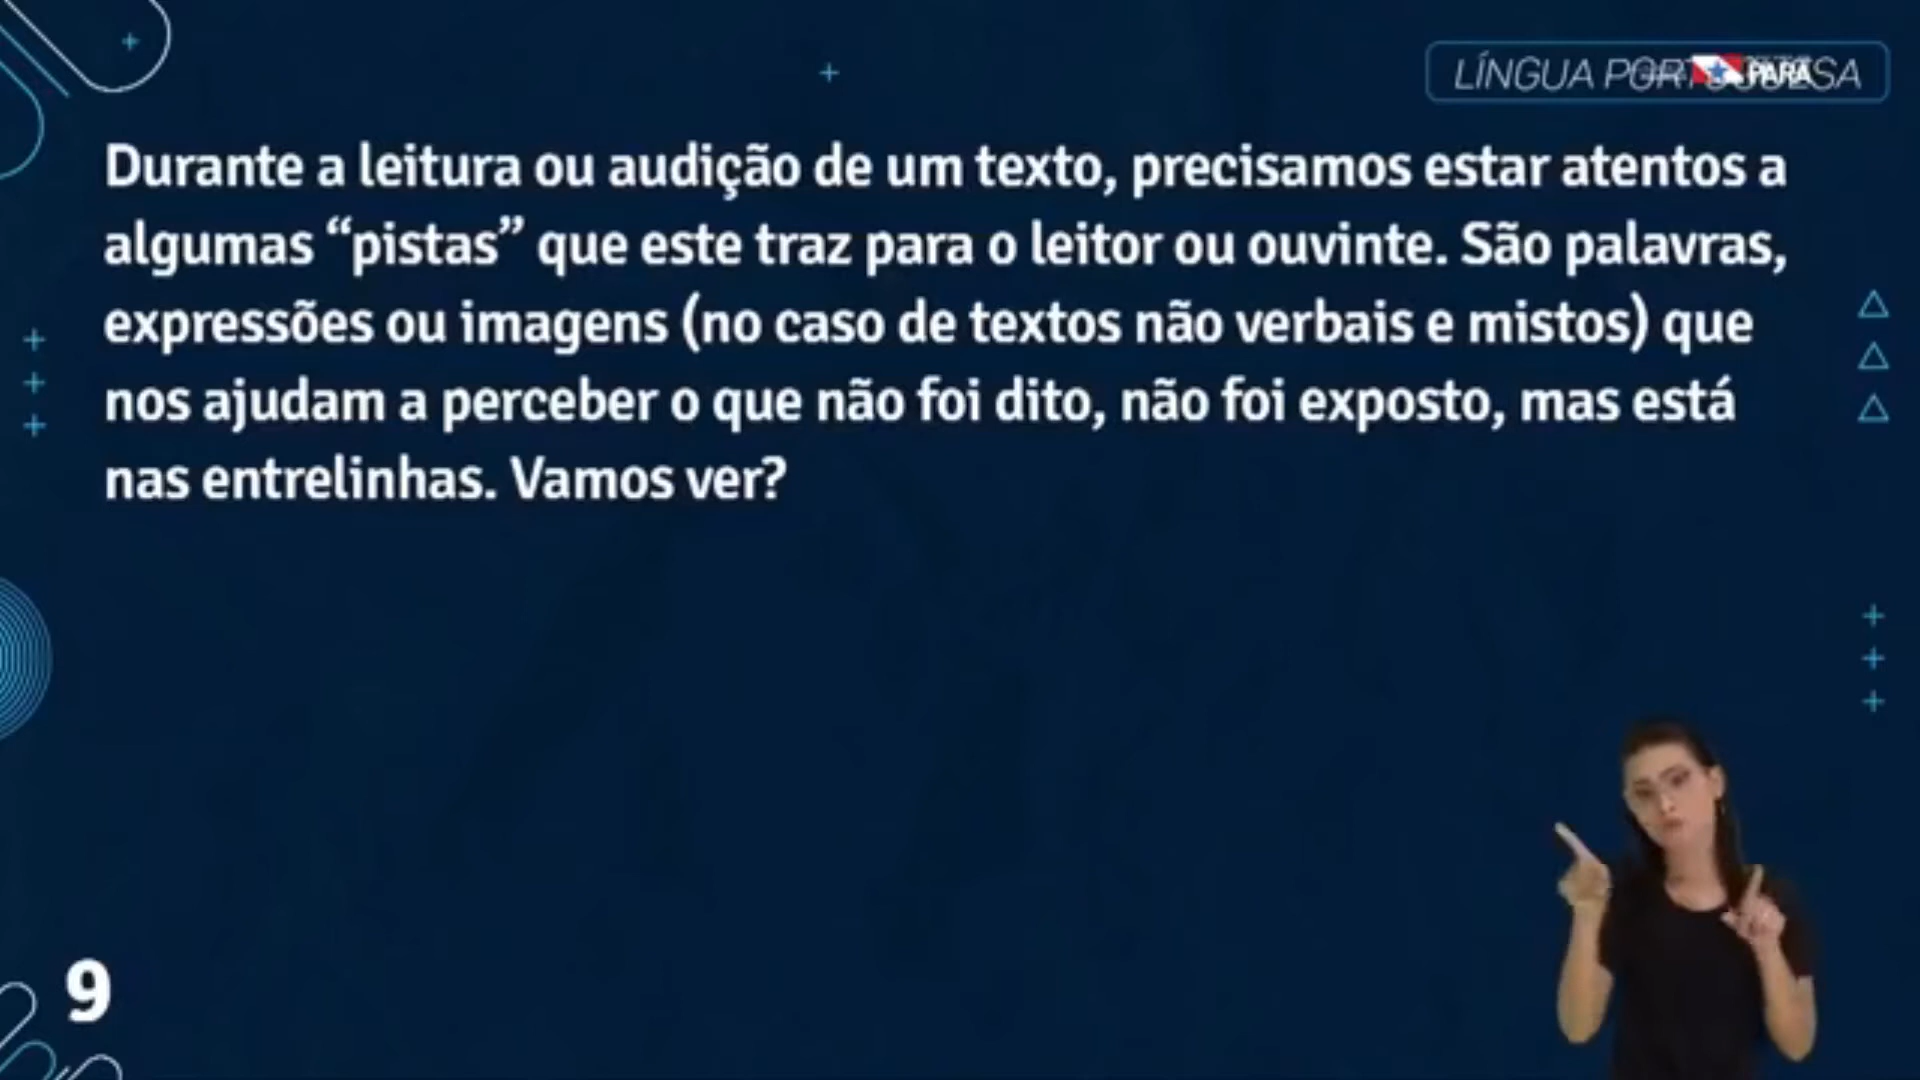 LÍNGUA PORTUGUESA
PARÁ
Durante a leitura ou audição de um texto, precisamos estar atentos a
algumas “pistas” que este traz para o leitor ou ouvinte. São palavras,
expressões ou imagens (no caso de textos não verbais e mistos) que
nos ajudam a perceber o que não foi dito, não foi exposto, mas está
nas entrelinhas. Vamos ver?
9